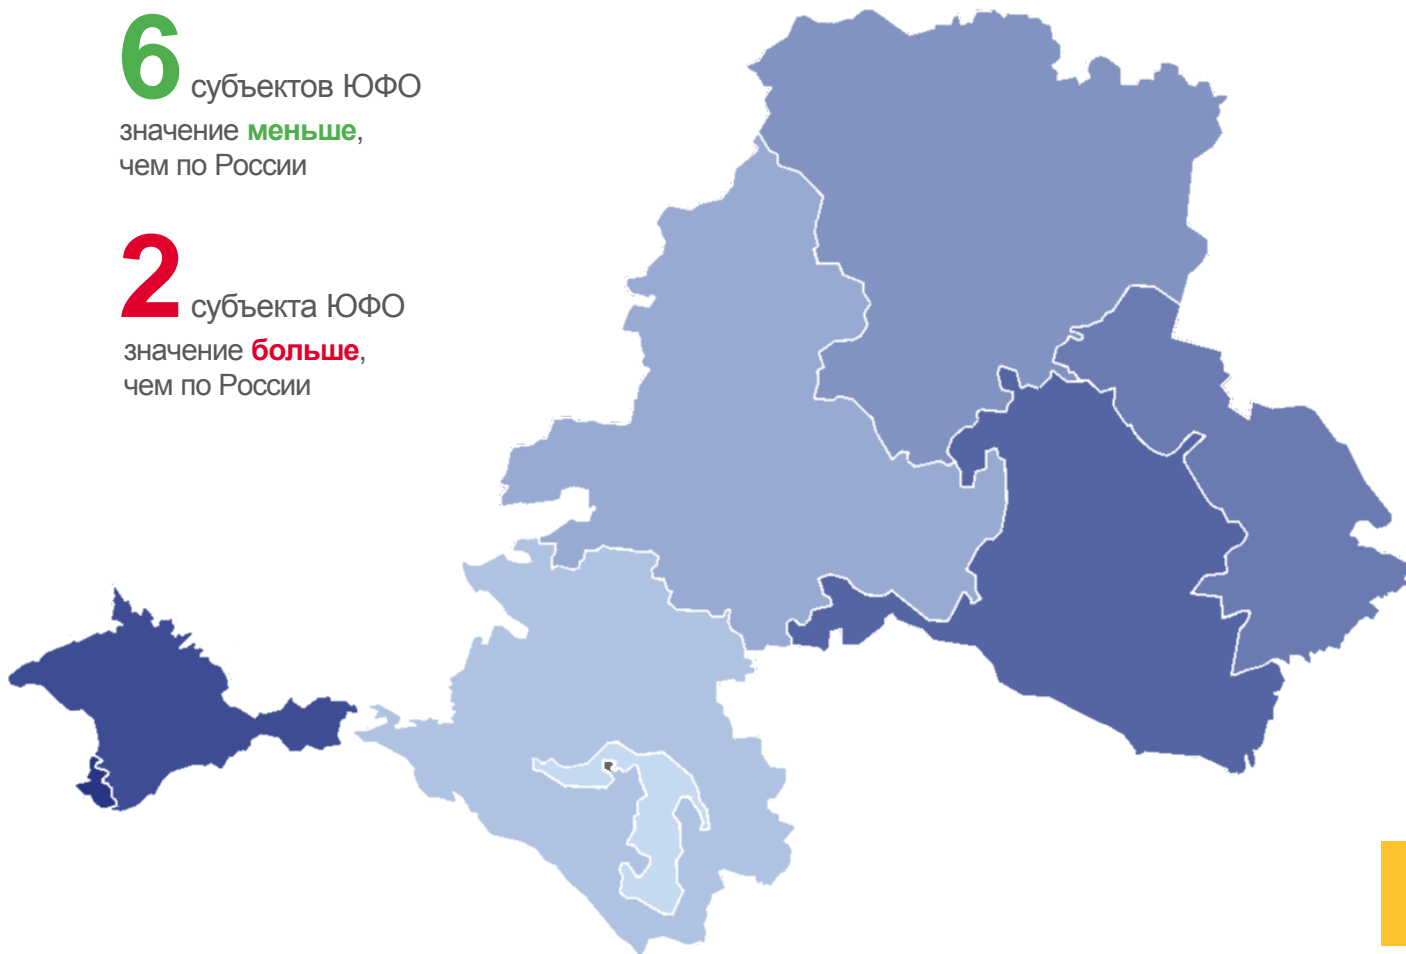 6 субъектов ЮФО
значение меньше,
чем по России
2 субъекта ЮФО
значение больше,
чем по России